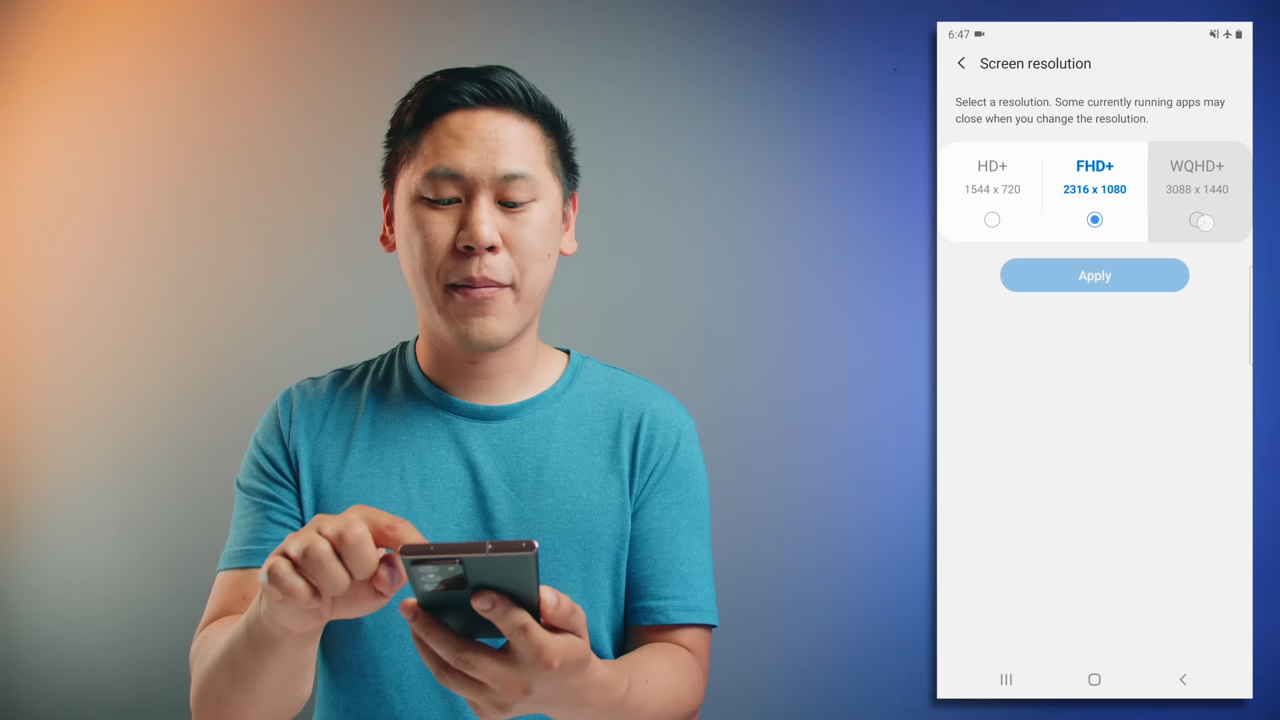 6:47
Screen resolution
Select a resolution. Some currently running apps may
close when you change the resolution.
HD+ FHD+ WQHD+
1544 x 720 2316 x 1080 3088 x 1440
Apply